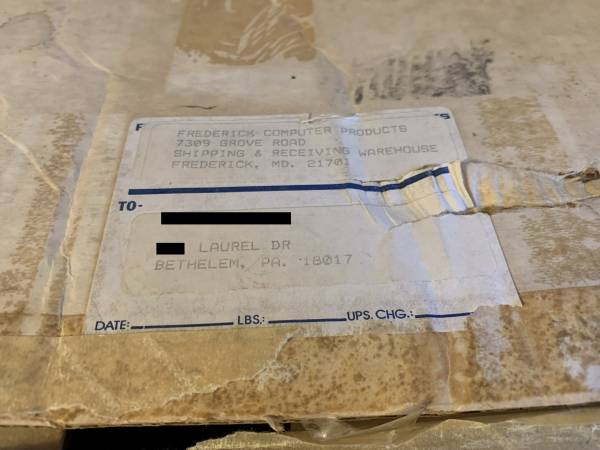 FREDERICK COMPUTER PRODUCTS
7309 GROVE ROAD
SHIPPING & RECEIVING WAREHOUSE
FREDERICK, MD. 21701
TO-
LAUREL DR
BETHELEM, PA. 18017
DATE: LBS.: UPS. CHG.: